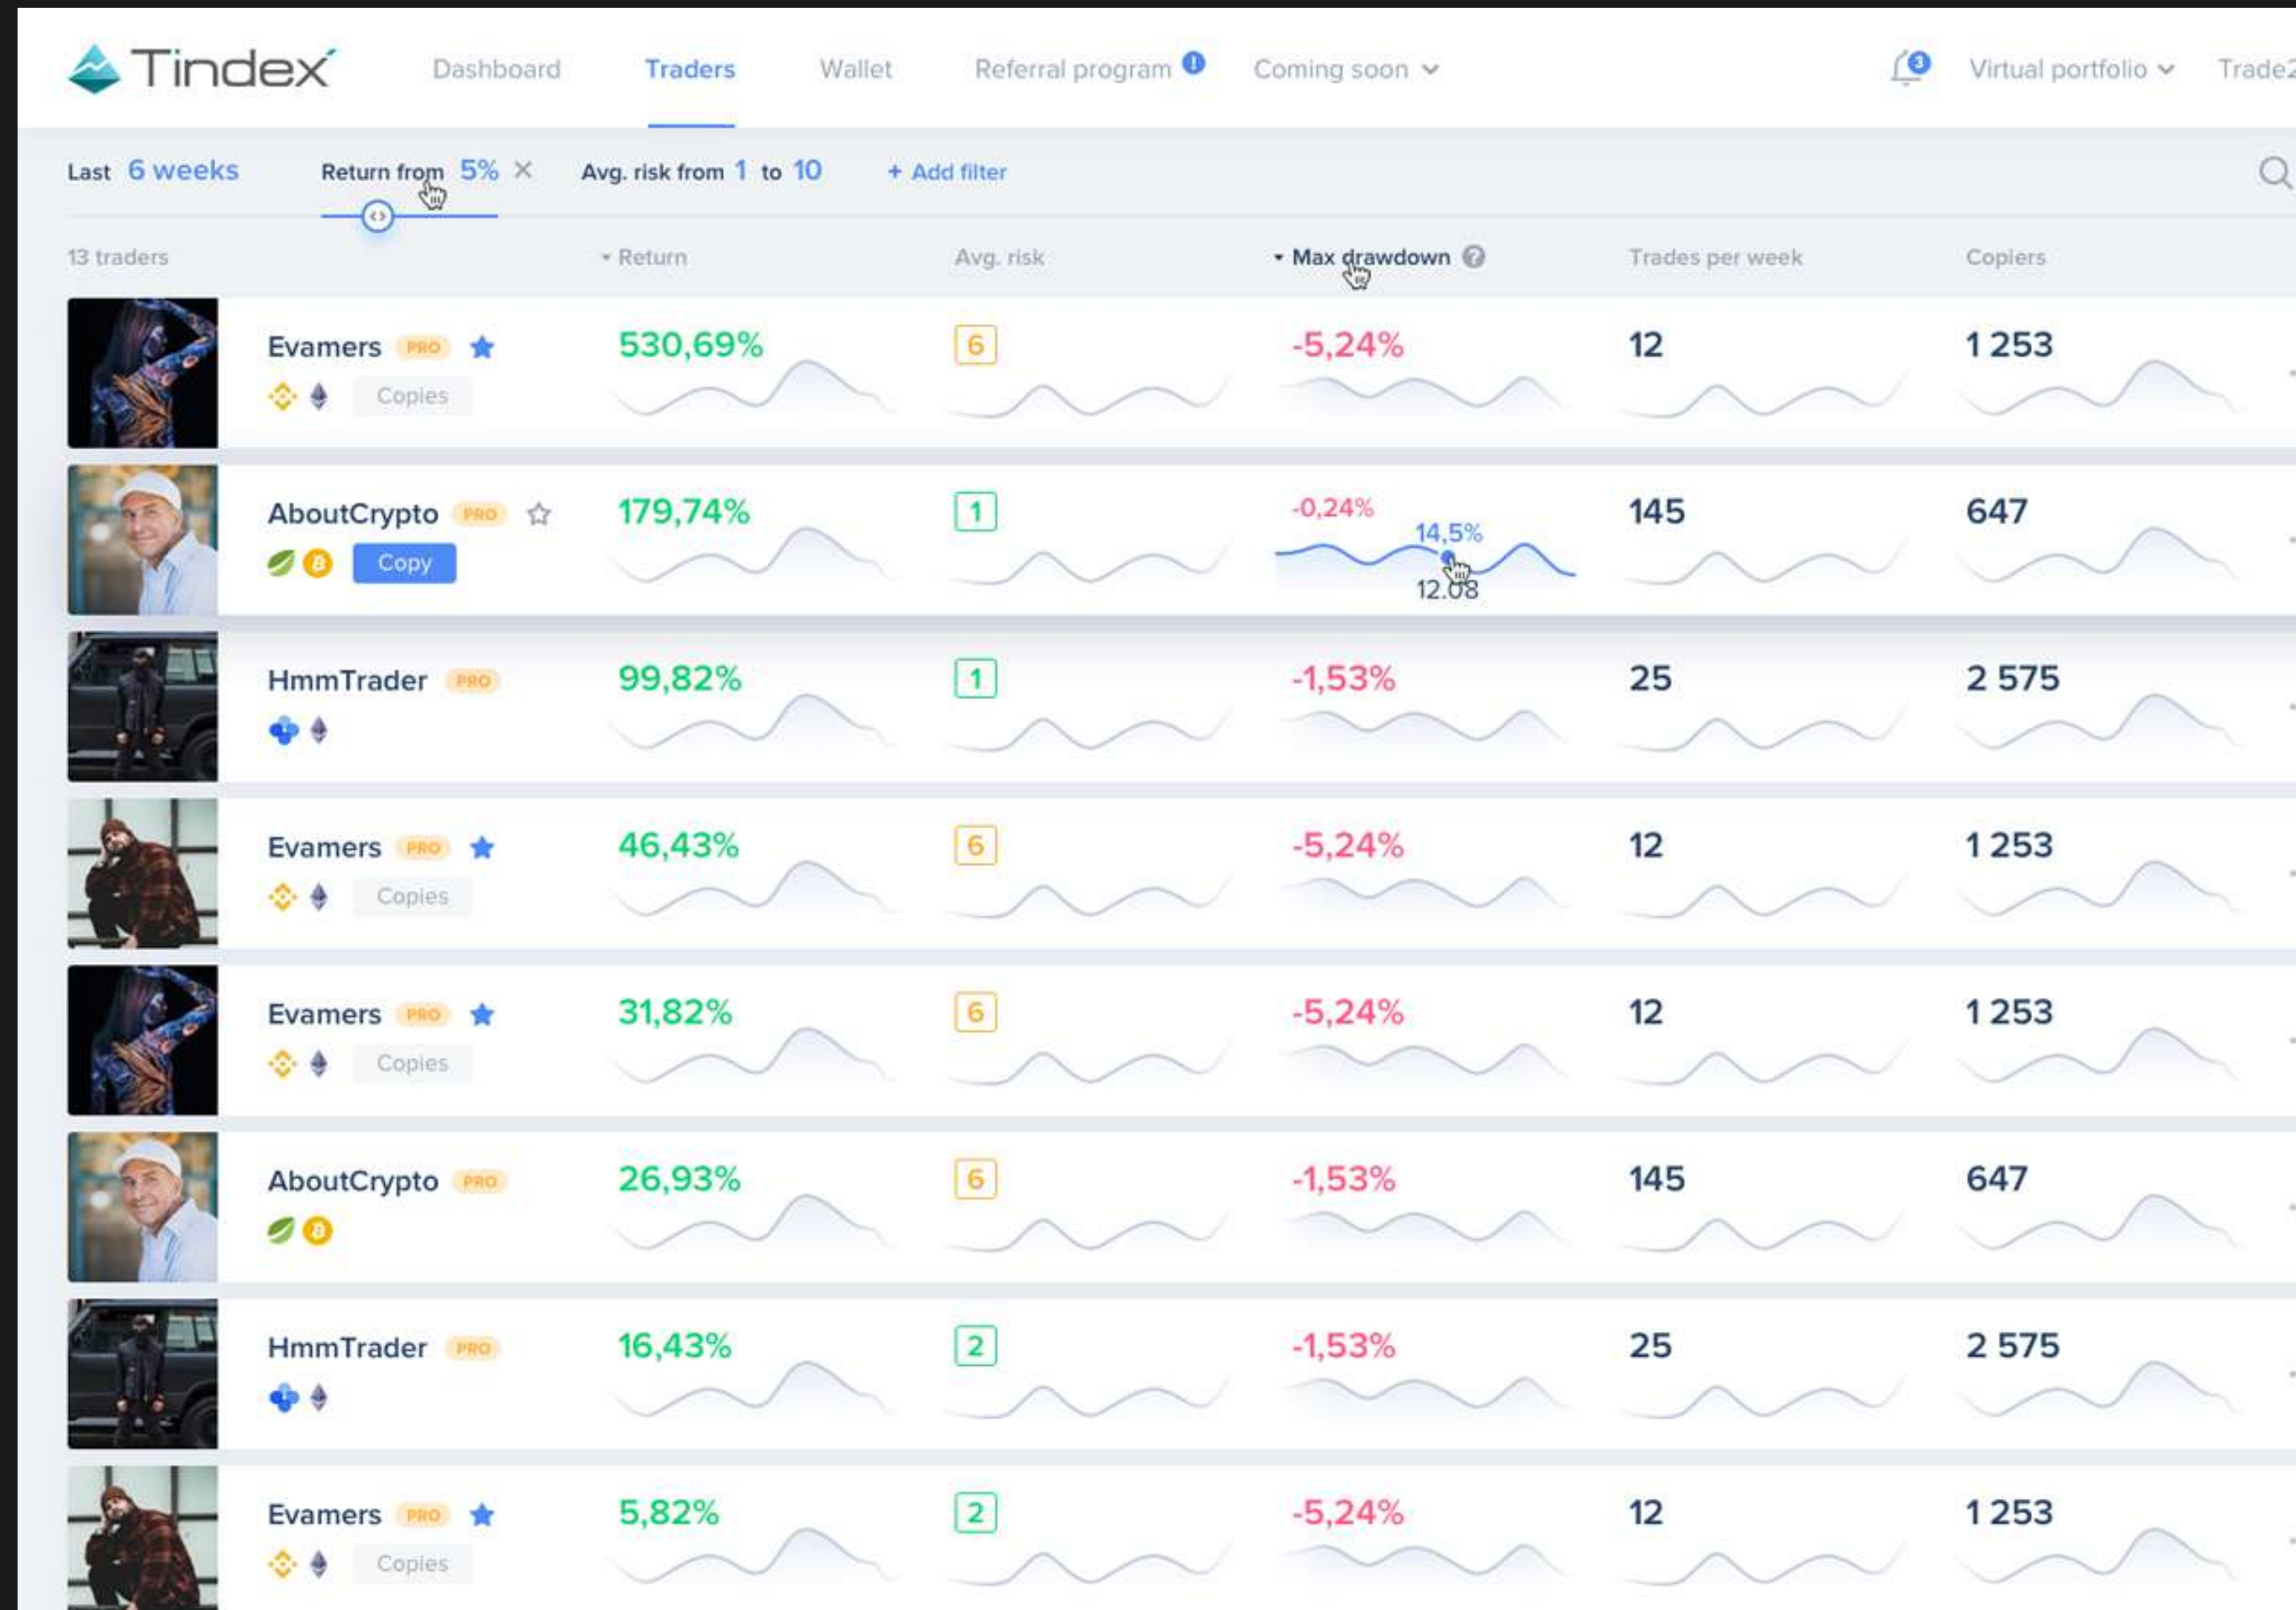 Tindex Dashboard Traders Wallet Referral program ! Coming soon 3 Virtual portfolio Trade2
Last 6 weeks Return from 5% Avg. risk from 1 to 10 + Add filter
13 traders Return Avg. risk Max drawdown ? Trades per week Copiers
Evamers PRO 530,69% 6 -5,24% 12 1 253
Copies
AboutCrypto PRO 179,74% 1 -0,24% 145 647
14,5%
Copy
12.08
HmmTrader PRO 99,82% 1 -1,53% 25 2 575
Evamers PRO 46,43% 6 -5,24% 12 1 253
Copies
Evamers PRO 31,82% 6 -5,24% 12 1 253
Copies
AboutCrypto PRO 26,93% 6 -1,53% 145 647
HmmTrader PRO 16,43% 2 -1,53% 25 2 575
Evamers PRO 5,82% 2 -5,24% 12 1 253
Copies